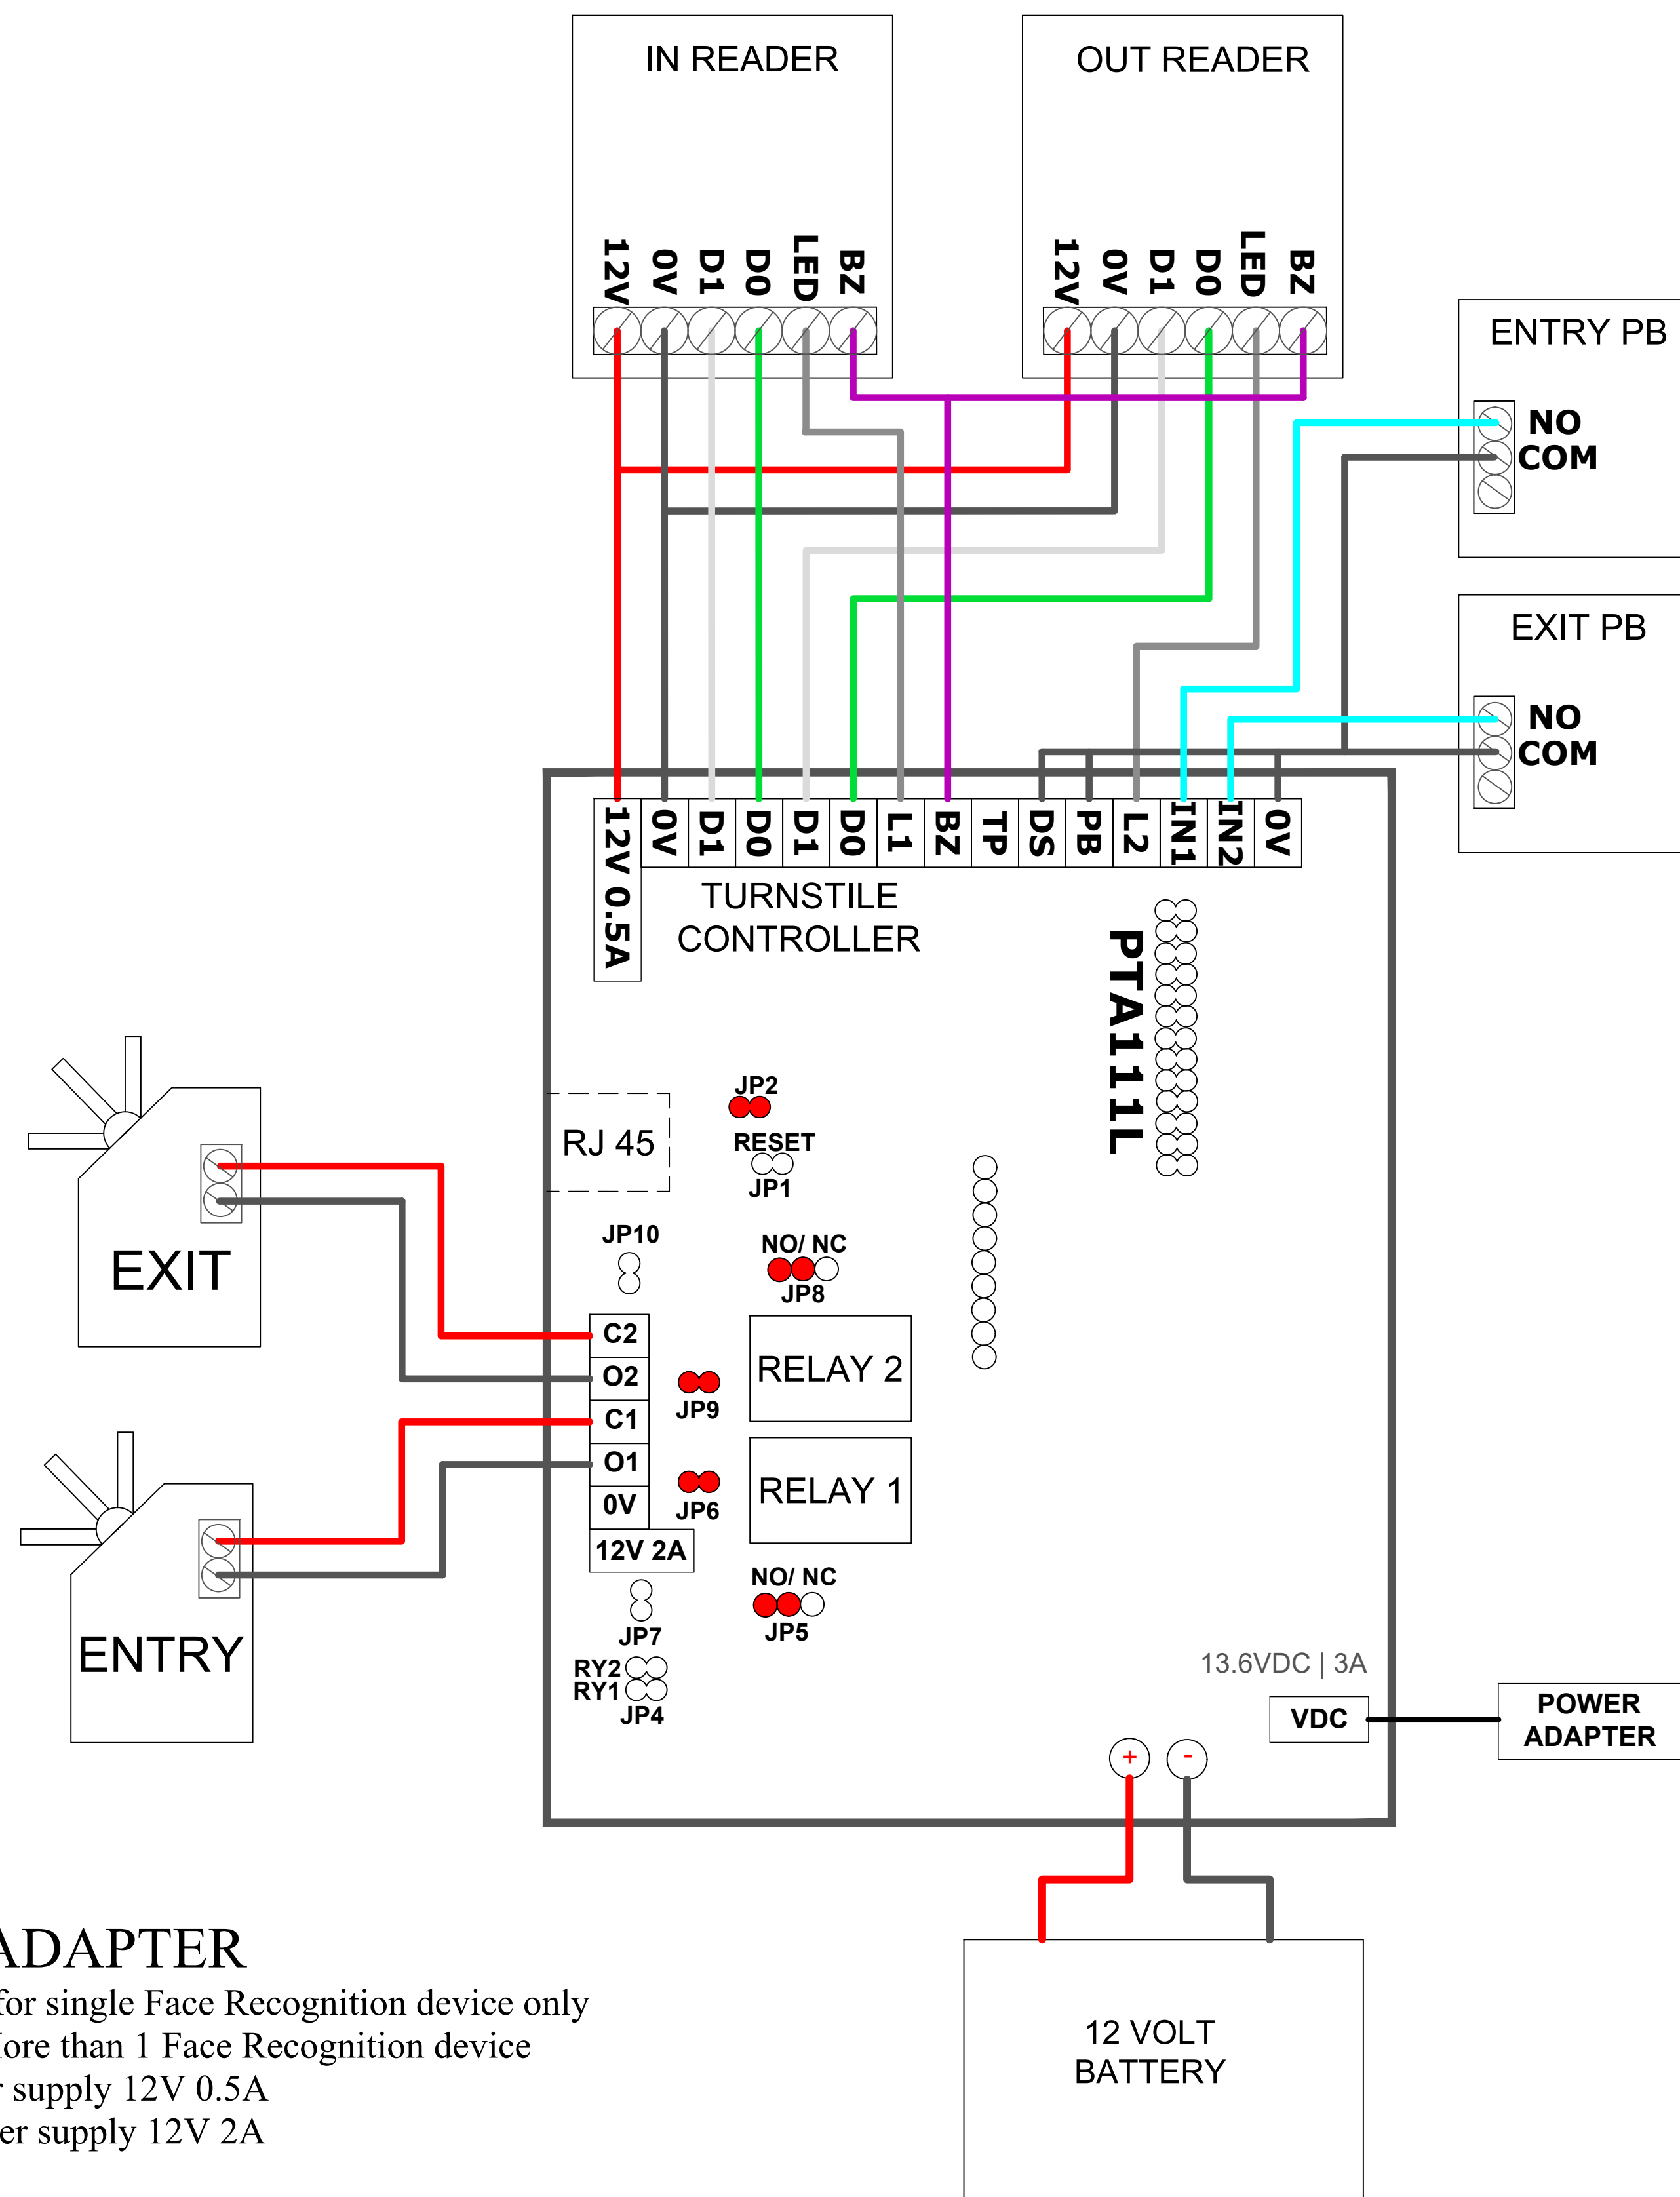 IN READER
OUT READER
12V
0V
D1
D0
LED
BZ
12V
0V
D1
D0
LED
BZ
ENTRY PB
NO
COM
EXIT PB
NO
COM
12V 0.5A
0V
D1
D0
D1
D0
L1
BZ
TP
DS
PB
L2
IN1
IN2
0V
TURNSTILE
CONTROLLER
PTA111L
JP2
RJ 45
RESET
JP1
JP10
NO/ NC
JP8
EXIT
C2
O2
C1
O1
0V
12V 2A
JP9
RELAY 2
JP6
RELAY 1
NO/ NC
JP5
ENTRY
JP7
RY2
RY1
JP4
13.6VDC | 3A
VDC
POWER
ADAPTER
+
-
12 VOLT
BATTERY
ADAPTER
for single Face Recognition device only
than 1 Face Recognition device
supply 12V 0.5A
supply 12V 2A